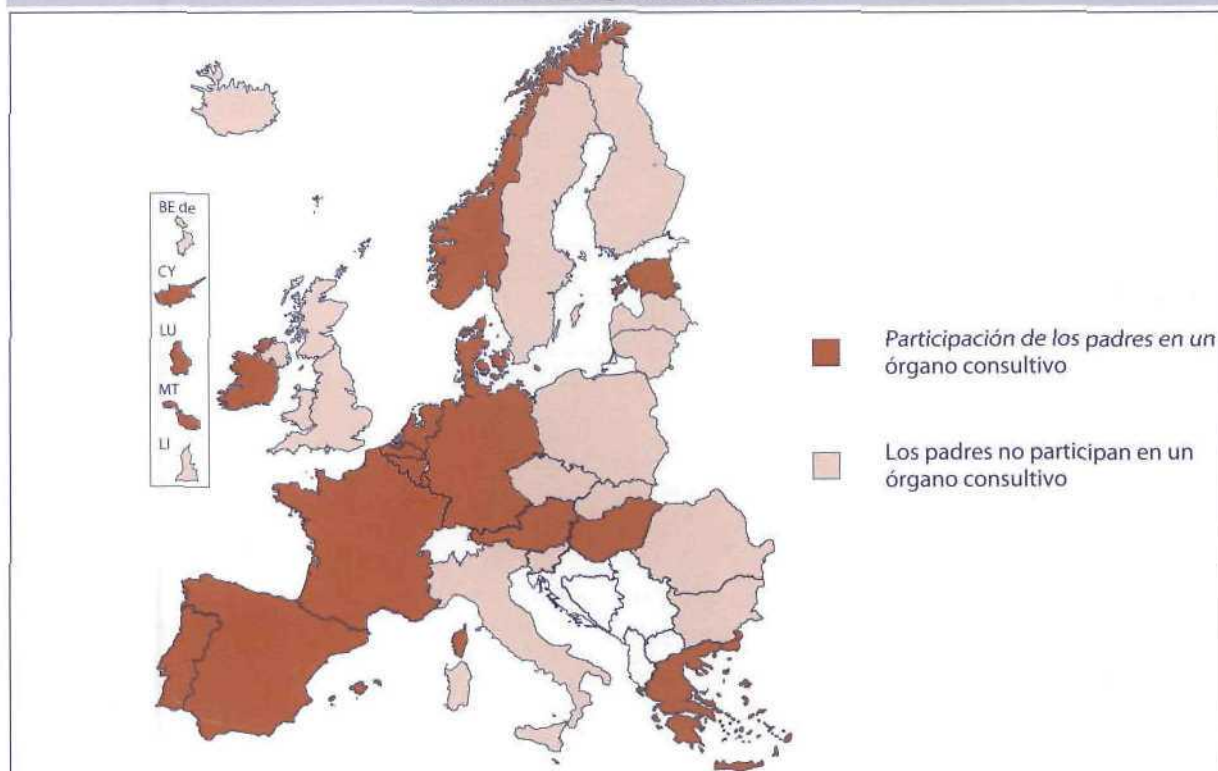 BE de
CY
LU
MT
LI
Participación de los padres en un
órgano consultivo
Los padres no participan en un
órgano consultivo